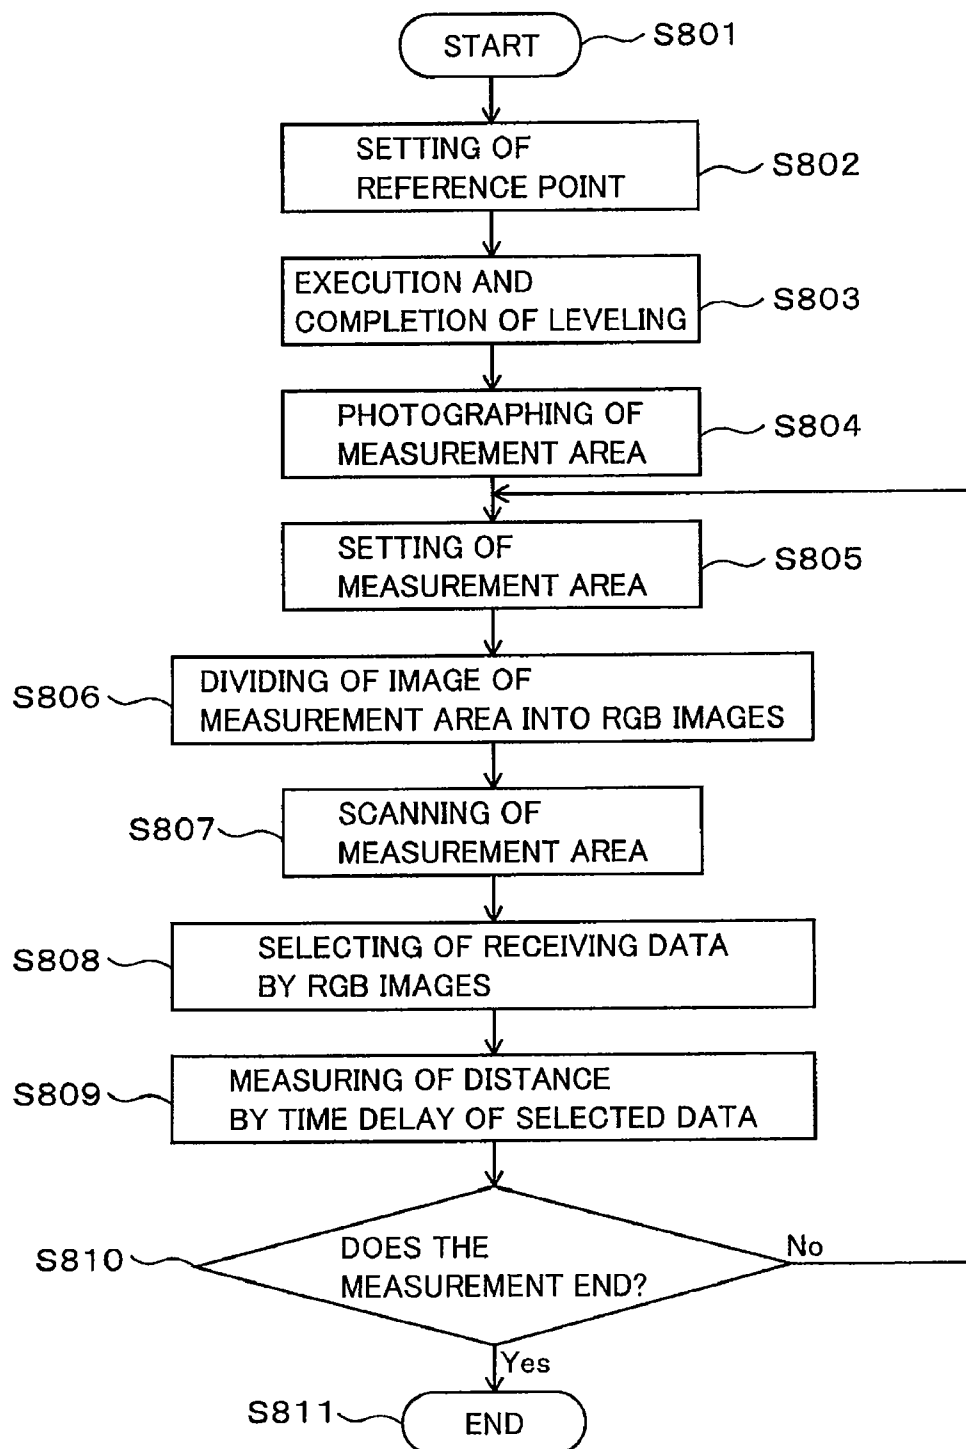 START
S801
SETTING OF
REFERENCE POINT
S802
EXECUTION AND
COMPLETION OF LEVELING
S803
PHOTOGRAPHING OF
MEASUREMENT AREA
S804
SETTING OF
MEASUREMENT AREA
S805
S806
DIVIDING OF IMAGE OF
MEASUREMENT AREA INTO RGB IMAGES
S807
SCANNING OF
MEASUREMENT AREA
S808
SELECTING OF RECEIVING DATA
BY RGB IMAGES
S809
MEASURING OF DISTANCE
BY TIME DELAY OF SELECTED DATA
S810
DOES THE
MEASUREMENT END?
No
Yes
S811
END